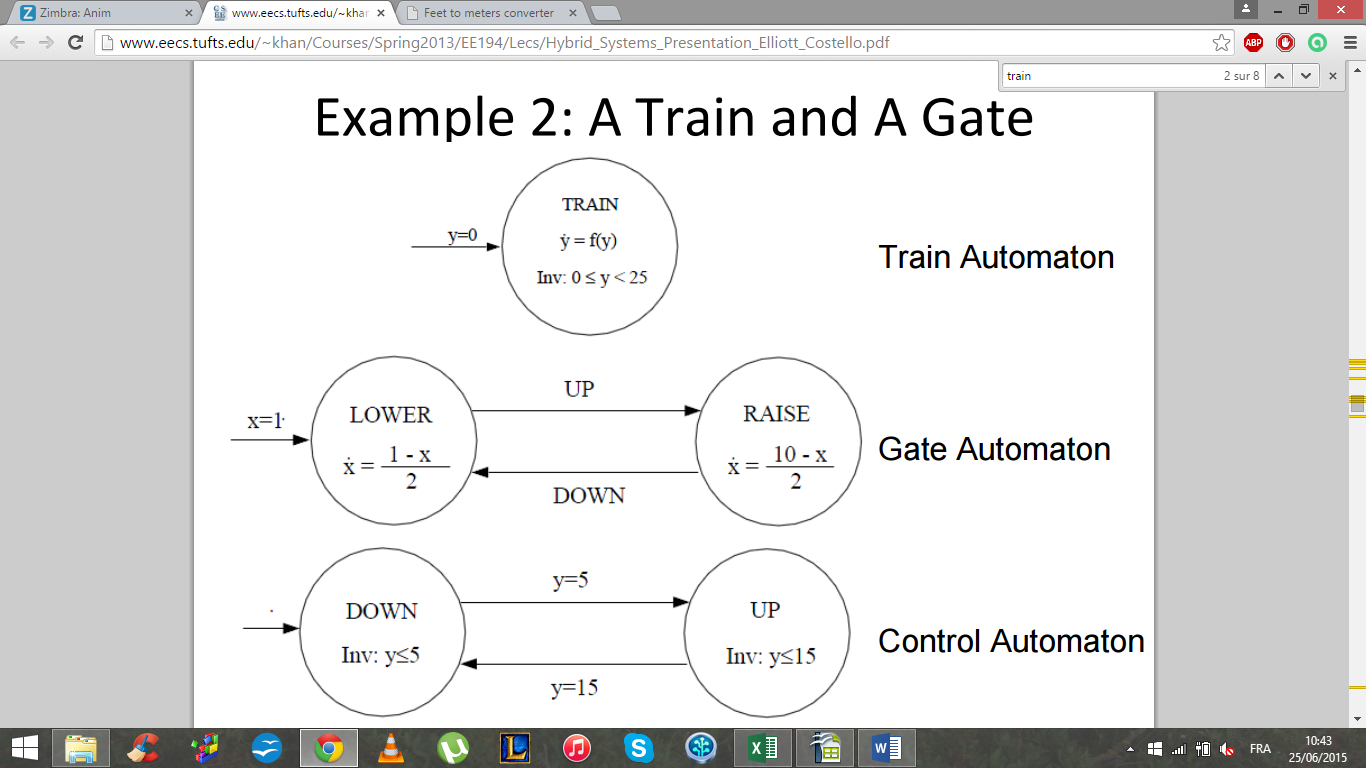 Zimbra: Anim
www.eecs.tufts.edu/~khan
Feet to meters converter
www.eecs.tufts.edu/~khan/Courses/Spring2013/EE194/Lecs/Hybrid_Systems_Presentation_Elliott_Costello.pdf
ABP
train 2 sur 8
Example 2: A Train and A Gate
TRAIN
y=0
ẏ = f(y)
Inv: 0 ≤ y < 25
Train Automaton
UP
x=1
LOWER
RAISE
ẋ = 1 - x
2
ẋ = 10 - x
2
Gate Automaton
DOWN
y=5
DOWN
UP
Inv: y≤5
Inv: y≤15
Control Automaton
y=15
FRA
10:43
25/06/2015